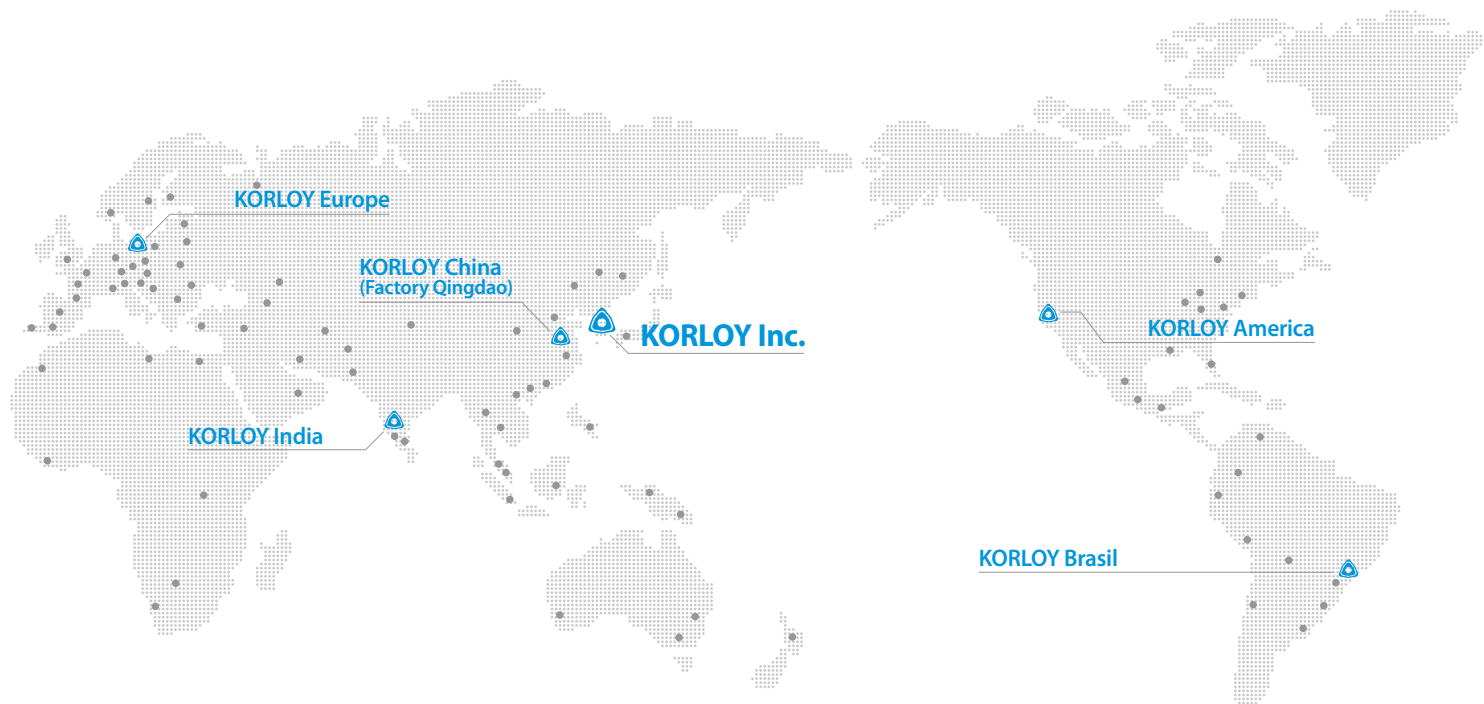 KORLOY Europe
KORLOY China
(Factory Qingdao)
KORLOY Inc.
KORLOY America
KORLOY India
KORLOY Brasil